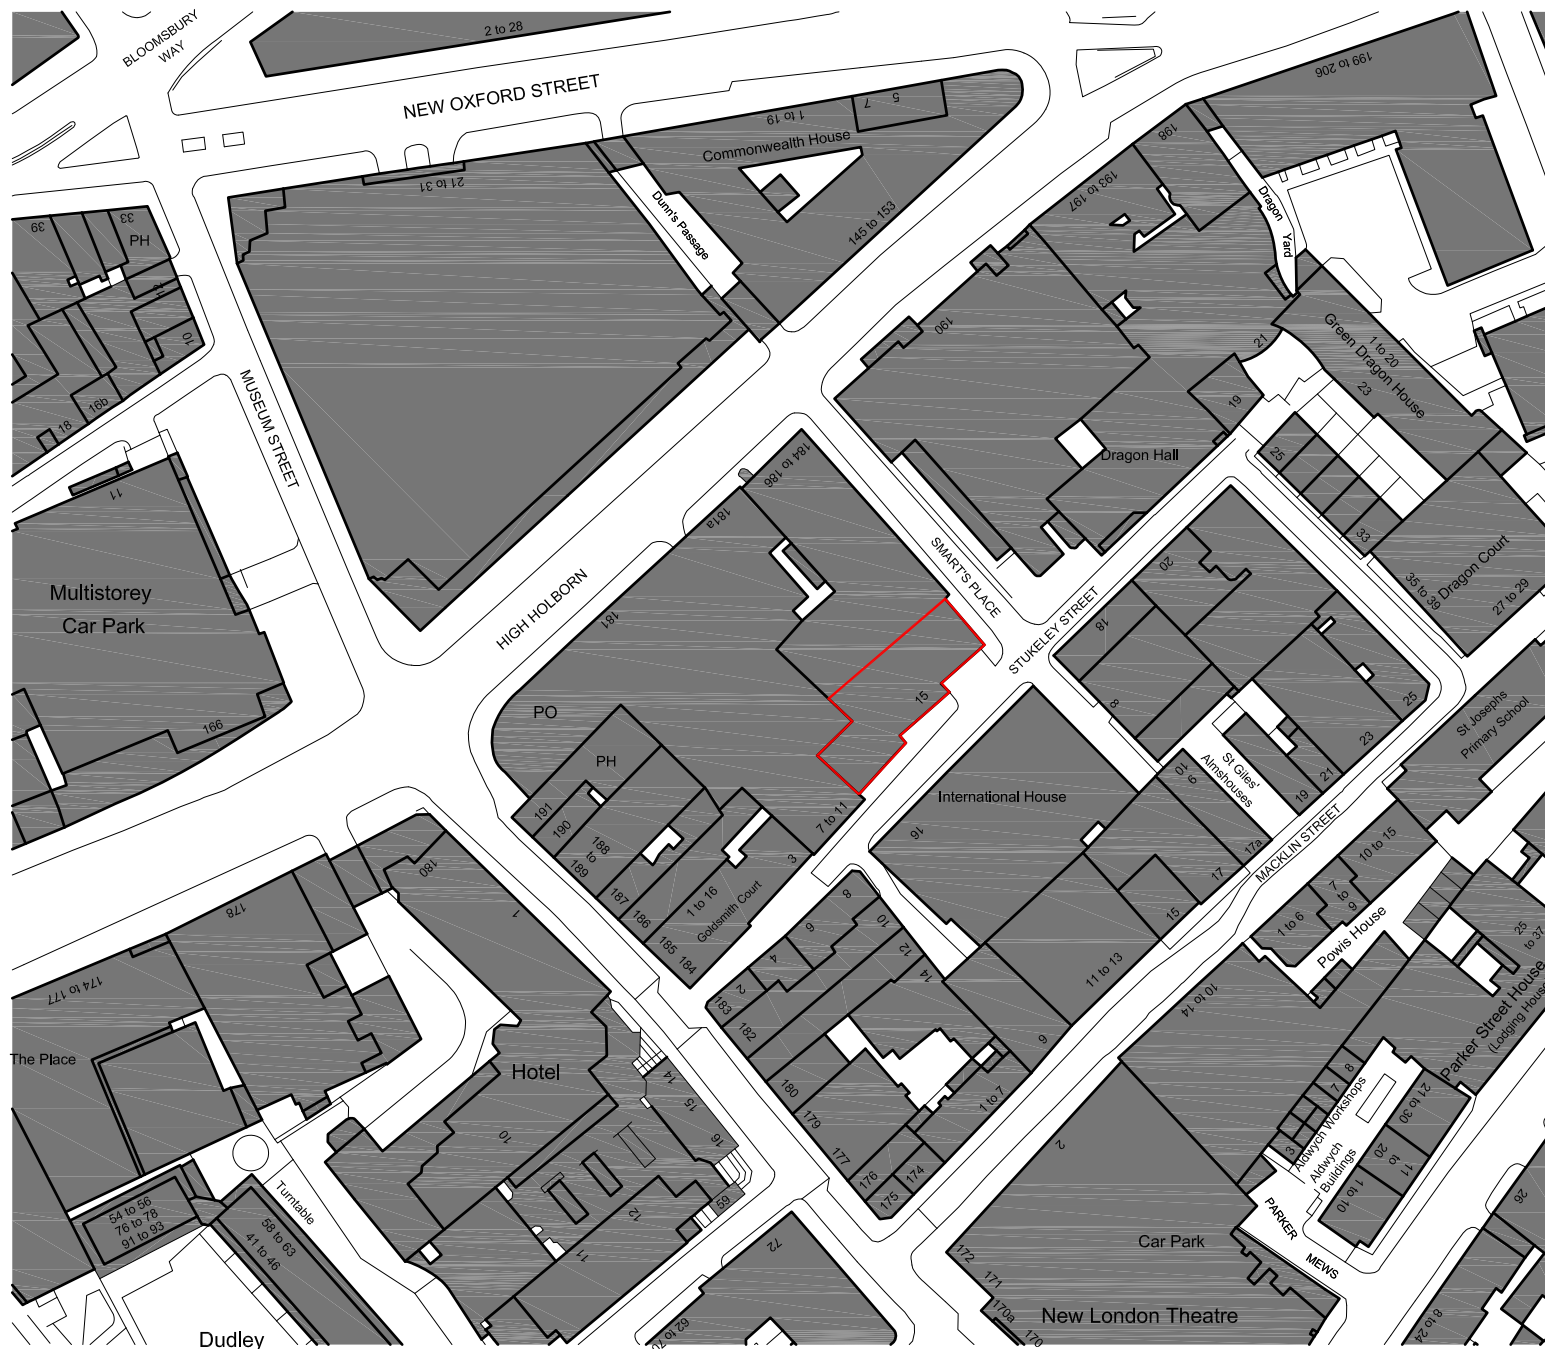 BLOOMSBURY
WAY
2 to 28
NEW OXFORD STREET
199 to 206
5
7
1 to 19
Commonwealth House
198
193 to 197
Dragon
Yard
21 to 31
Dunn's Passage
145 to 153
39
33
PH
10
190
21
Green Dragon House
1 to 20
23
MUSEUM STREET
16b
18
19
Dragon Hall
25
184 to 186
11
181a
33
Dragon Court
35 to 39
27 to 29
Multistorey
Car Park
HIGH HOLBORN
181
SMART'S PLACE
STUKELEY STREET
20
18
8
25
23
21
19
St Josephs
Primary School
166
PO
15
PH
St Giles'
Almshouses
10
9
International House
16
17a
17
15
MACKLIN STREET
191
190
188
to
189
187
186
185
184
1 to 16
Goldsmith Court
3
7 to 11
180
1
178
10 to 15
7
to
9
1 to 6
Powis House
25
to 37
Parker Street House
(Lodging House
8
6
4
2
10
12
14
183
182
11 to 13
10 to 14
9
174 to 177
The Place
Hotel
14
15
16
10
180
179
177
176
175
174
1 to 7
2
8
7
3
Aldwych Workshops
Aldwych
Buildings
21 to 30
20
to
11
1 to 10
54 to 56
76 to 78
91 to 93
58 to 63
41 to 46
Turntable
59
12
11
72
62 to 70
PARKER
MEWS
26
Car Park
172
171
170a
170
New London Theatre
8 to 24
Dudley